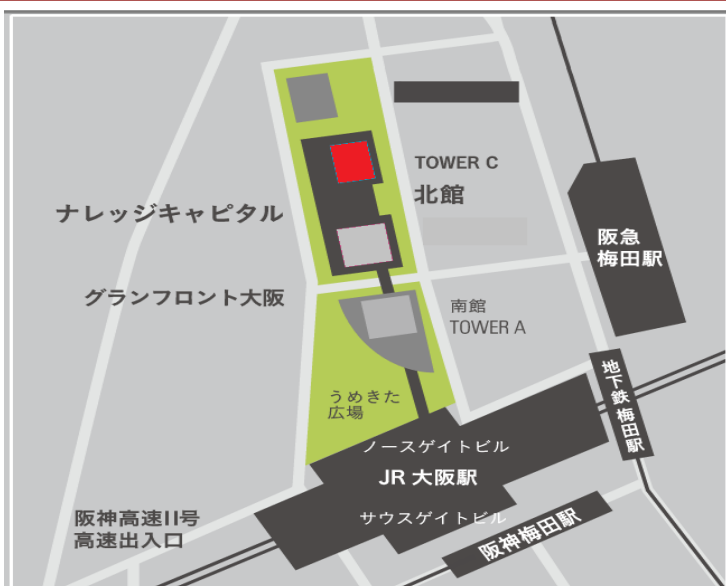 TOWER C
北館
ナレッジキャピタル
阪急
梅田駅
グランフロント大阪
南館
TOWER A
地下鉄 梅田駅
うめきた
広場
ノースゲイトビル
JR 大阪駅
サウスゲイトビル
阪神梅田駅
阪神高速11号
高速出入口